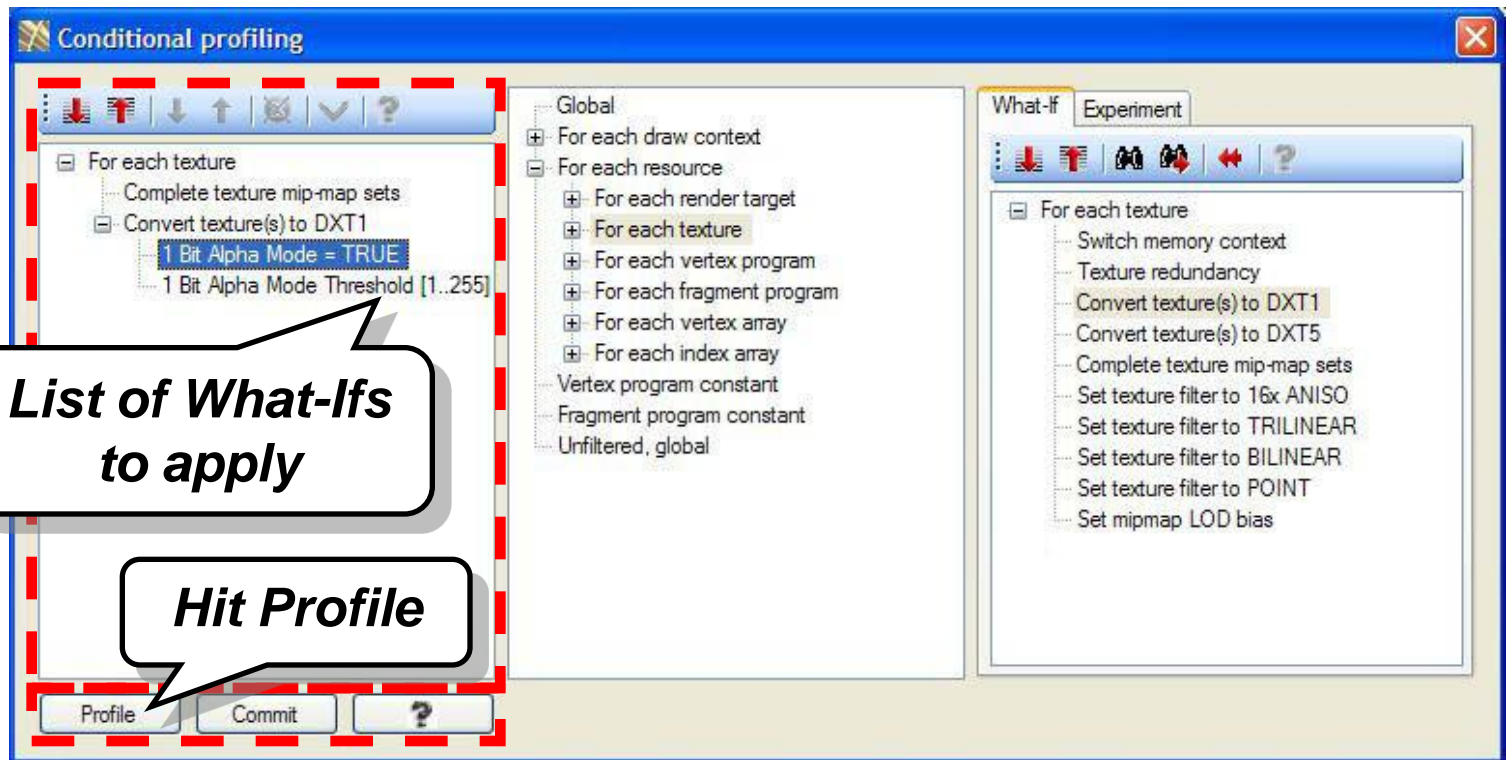 Conditional profiling
For each texture
Complete texture mip-map sets
Convert texture(s) to DXT1
1 Bit Alpha Mode = TRUE
1 Bit Alpha Mode Threshold [1..255]
List of What-Ifs
to apply
Hit Profile
Profile
Commit
?
Global
For each draw context
For each resource
For each render target
For each texture
For each vertex program
For each fragment program
For each vertex array
For each index array
Vertex program constant
Fragment program constant
Unfiltered, global
What-If
Experiment
For each texture
Switch memory context
Texture redundancy
Convert texture(s) to DXT1
Convert texture(s) to DXT5
Complete texture mip-map sets
Set texture filter to 16x ANISO
Set texture filter to TRILINEAR
Set texture filter to BILINEAR
Set texture filter to POINT
Set mipmap LOD bias